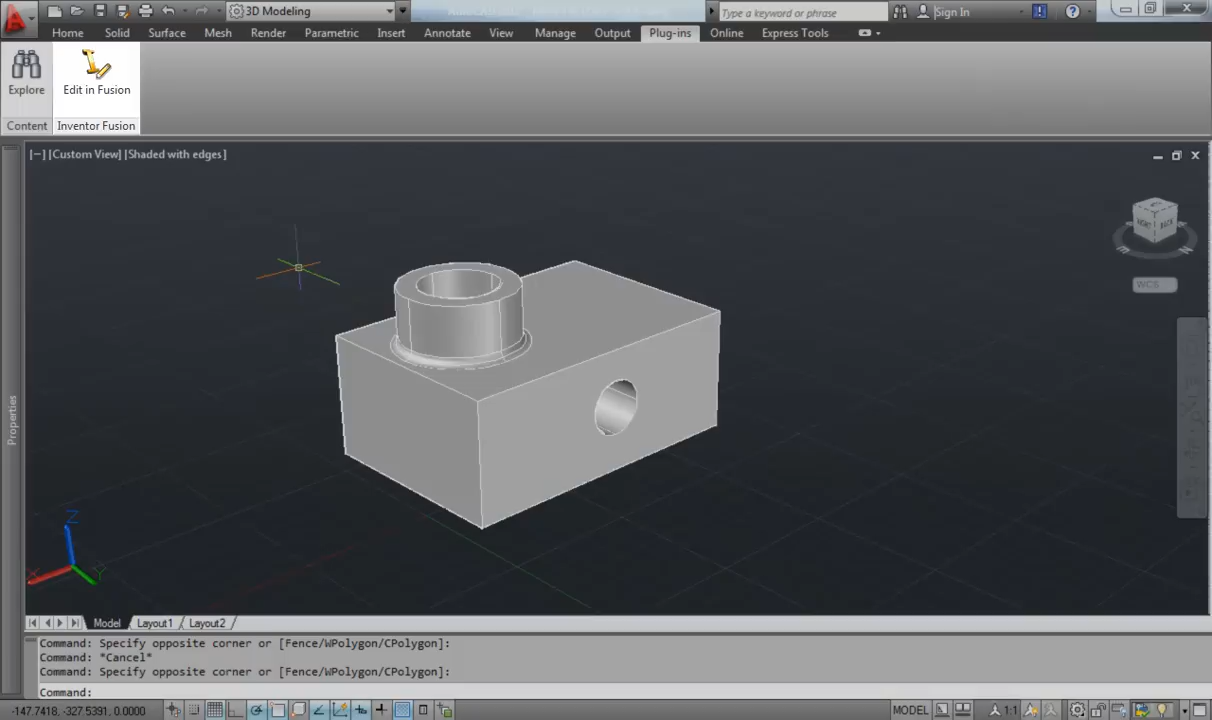 3D Modeling
Type a keyword or phrase
Sign In
Home Solid Surface Mesh Render Parametric Insert Annotate View Manage Output Plug-ins Online Express Tools
Explore
Edit in Fusion
Content
Inventor Fusion
[−] [Custom View] [Shaded with edges]
WCS
Properties
Z
Y
Model Layout1 Layout2
Command: Specify opposite corner or [Fence/WPolygon/CPolygon]:
Command: *Cancel*
Command: Specify opposite corner or [Fence/WPolygon/CPolygon]:
Command:
-147.7418, -327.5391, 0.0000
MODEL
1:1